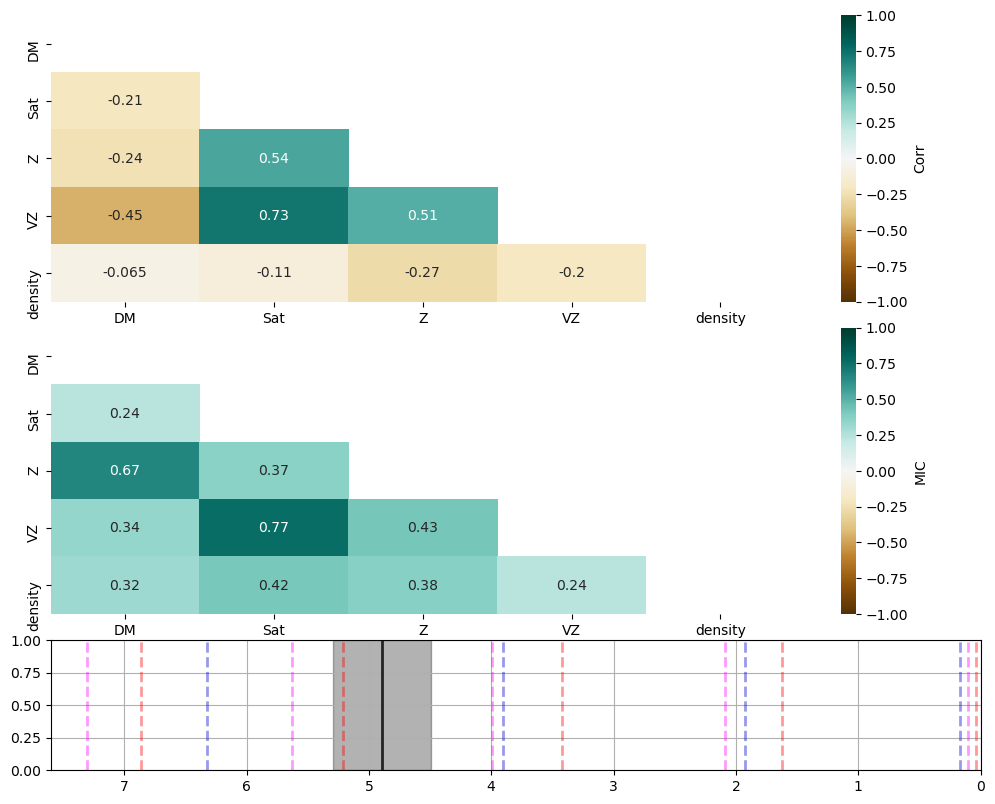 DM
Sat
Z
VZ
density
-0.21
-0.24 0.54
-0.45 0.73 0.51
-0.065 -0.11 -0.27 -0.2
DM Sat Z VZ density
1.00
0.75
0.50
0.25
0.00
−0.25
−0.50
−0.75
−1.00
Corr
DM
Sat
Z
VZ
density
0.24
0.67 0.37
0.34 0.77 0.43
0.32 0.42 0.38 0.24
DM Sat Z VZ density
1.00
0.75
0.50
0.25
0.00
−0.25
−0.50
−0.75
−1.00
MIC
1.00
0.75
0.50
0.25
0.00
7 6 5 4 3 2 1 0